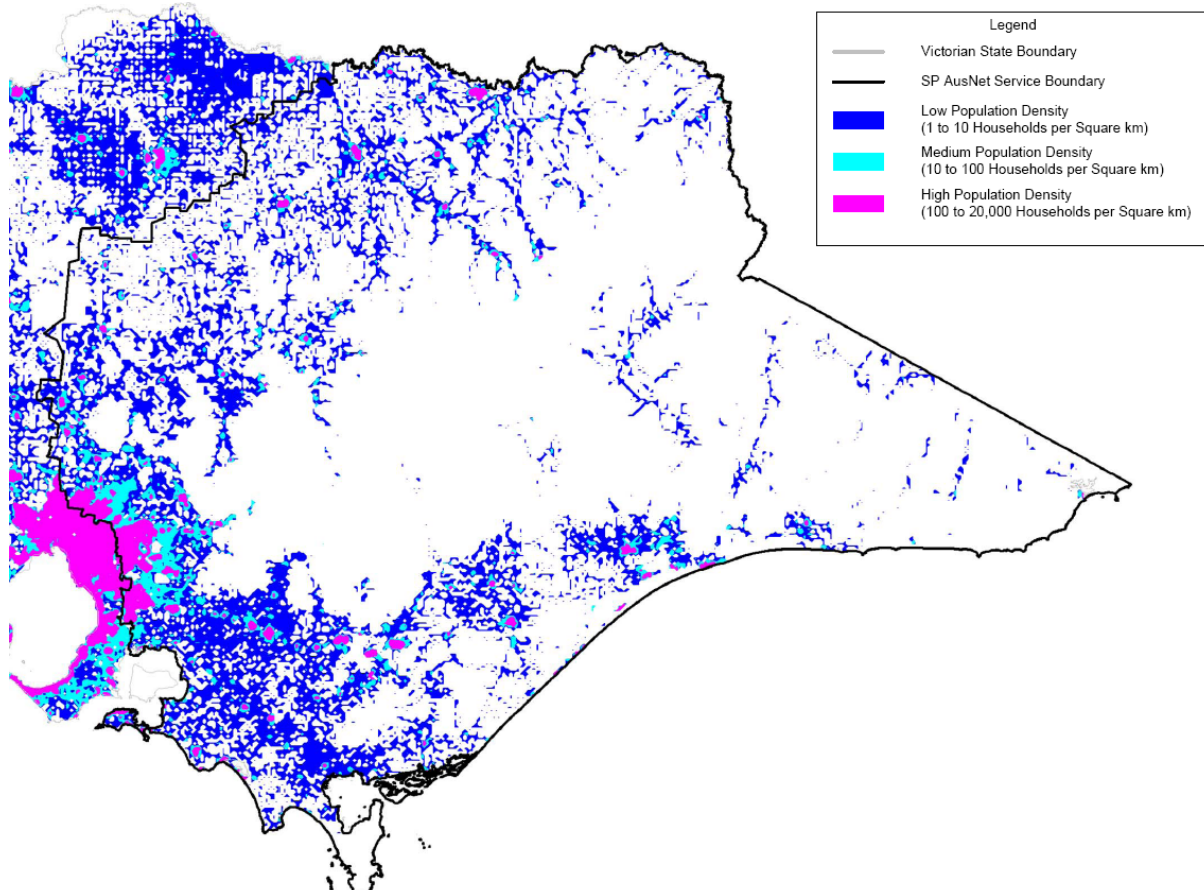 Legend
Victorian State Boundary
SP AusNet Service Boundary
Low Population Density
(1 to 10 Households per Square km)
Medium Population Density
(10 to 100 Households per Square km)
High Population Density
(100 to 20,000 Households per Square km)